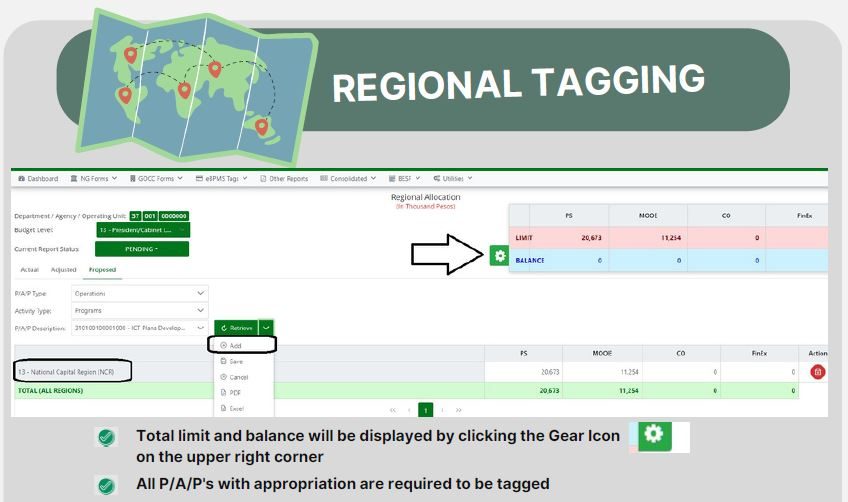 REGIONAL TAGGING
Dashboard NG Forms GOCC Forms eBPMS Tags Other Reports Consolidated BESF Utilities
Regional Allocation
(In Thousand Pesos)
Department / Agency / Operating Unit: 37 001 0000000
Budget Level: 13 - President/Cabinet L...
Current Report Status: PENDING
PS MOOE CO FinEx
LIMIT 20,673 11,254 0
BALANCE 0 0 0
Actual Adjusted Proposed
P/A/P Type: Operations
Activity Type: Programs
P/A/P Description: 310100100001000 - ICT Plans Develop... Retrieve
Add
Save
Cancel
PDF
Excel
PS MOOE CO FinEx Action
13 - National Capital Region (NCR) 20,673 11,254 0 0
TOTAL (ALL REGIONS) 20,673 11,254 0 0
« ‹ 1 › »
Total limit and balance will be displayed by clicking the Gear Icon
on the upper right corner
All P/A/P's with appropriation are required to be tagged